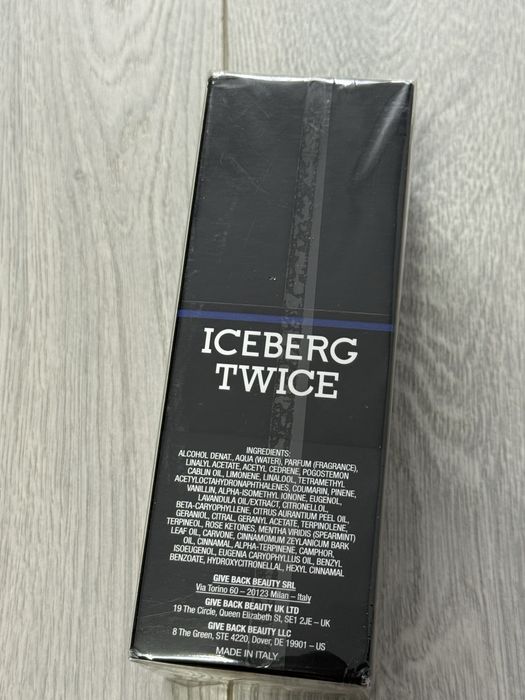 ICEBERG
TWICE
INGREDIENTS:
ALCOHOL DENAT., AQUA (WATER), PARFUM (FRAGRANCE),
LINALYL ACETATE, ACETYL CEDRENE, POGOSTEMON
CABLIN OIL, LIMONENE, LINALOOL, TETRAMETHYL
ACETYLOCTAHYDRONAPHTHALENES, COUMARIN, PINENE,
VANILLIN, ALPHA-ISOMETHYL IONONE, EUGENOL,
LAVANDULA OIL/EXTRACT, CITRONELLOL,
BETA-CARYOPHYLLENE, CITRUS AURANTIUM PEEL OIL,
GERANIOL, CITRAL, GERANYL ACETATE, TERPINOLENE,
TERPINEOL, ROSE KETONES, MENTHA VIRIDIS (SPEARMINT)
LEAF OIL, CARVONE, CINNAMOMUM ZEYLANICUM BARK
OIL, CINNAMAL, ALPHA-TERPINENE, CAMPHOR,
ISOEUGENOL, EUGENIA CARYOPHYLLUS OIL, BENZYL
BENZOATE, HYDROXYCITRONELLAL, HEXYL CINNAMAL
GIVE BACK BEAUTY SRL
Via Torino 60 – 20123 Milan – Italy
GIVE BACK BEAUTY UK LTD
19 The Circle, Queen Elizabeth St, SE1 2JE – UK
GIVE BACK BEAUTY LLC
8 The Green, STE 4220, Dover, DE 19901 – US
MADE IN ITALY